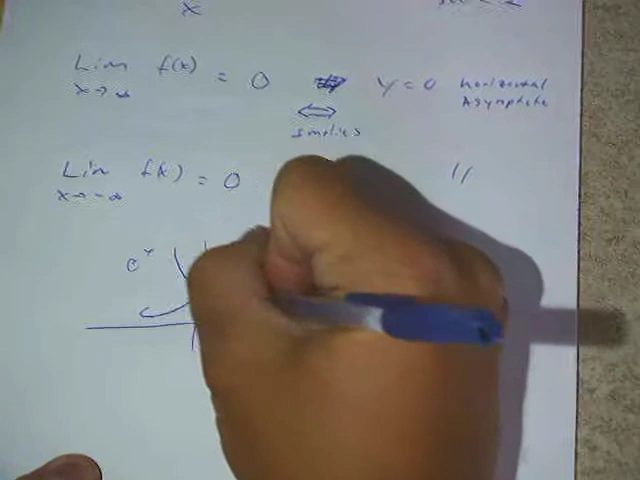 x
Lim f(x) = 0 y = 0 horizontal
x→∞ Asymptote
⟺
implies
Lim f(x) = 0 "
x→ -∞
e^x